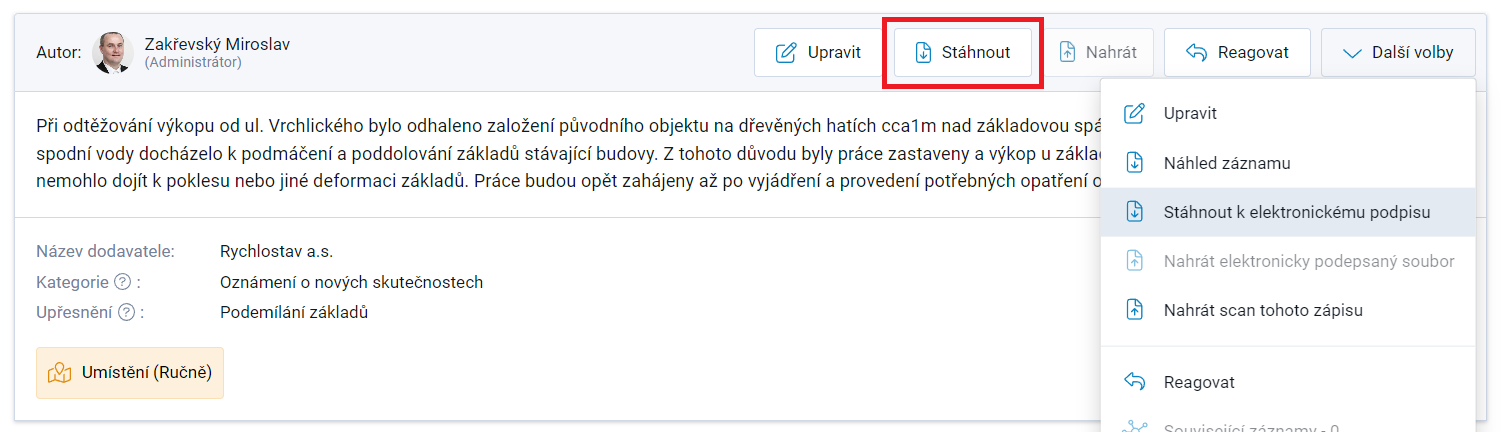 Autor:
Zakřevský Miroslav
(Administrátor)
Upravit
Stáhnout
Nahrát
Reagovat
Další volby
Při odtěžování výkopu od ul. Vrchlického bylo odhaleno založení původního objektu na dřevěných hatích cca1m nad základovou
spodní vody docházelo k podmáčení a poddolování základů stávající budovy. Z tohoto důvodu byly práce zastaveny a výkop u
nemohlo dojít k poklesu nebo jiné deformaci základů. Práce budou opět zahájeny až po vyjádření a provedení potřebných opatření
Název dodavatele: Rychlostav a.s.
Kategorie ? : Oznámení o nových skutečnostech
Upřesnění ? : Podemílání základů
Umístění (Ručně)
Upravit
Náhled záznamu
Stáhnout k elektronickému podpisu
Nahrát elektronicky podepsaný soubor
Nahrát scan tohoto zápisu
Reagovat
Související záznamy - 0